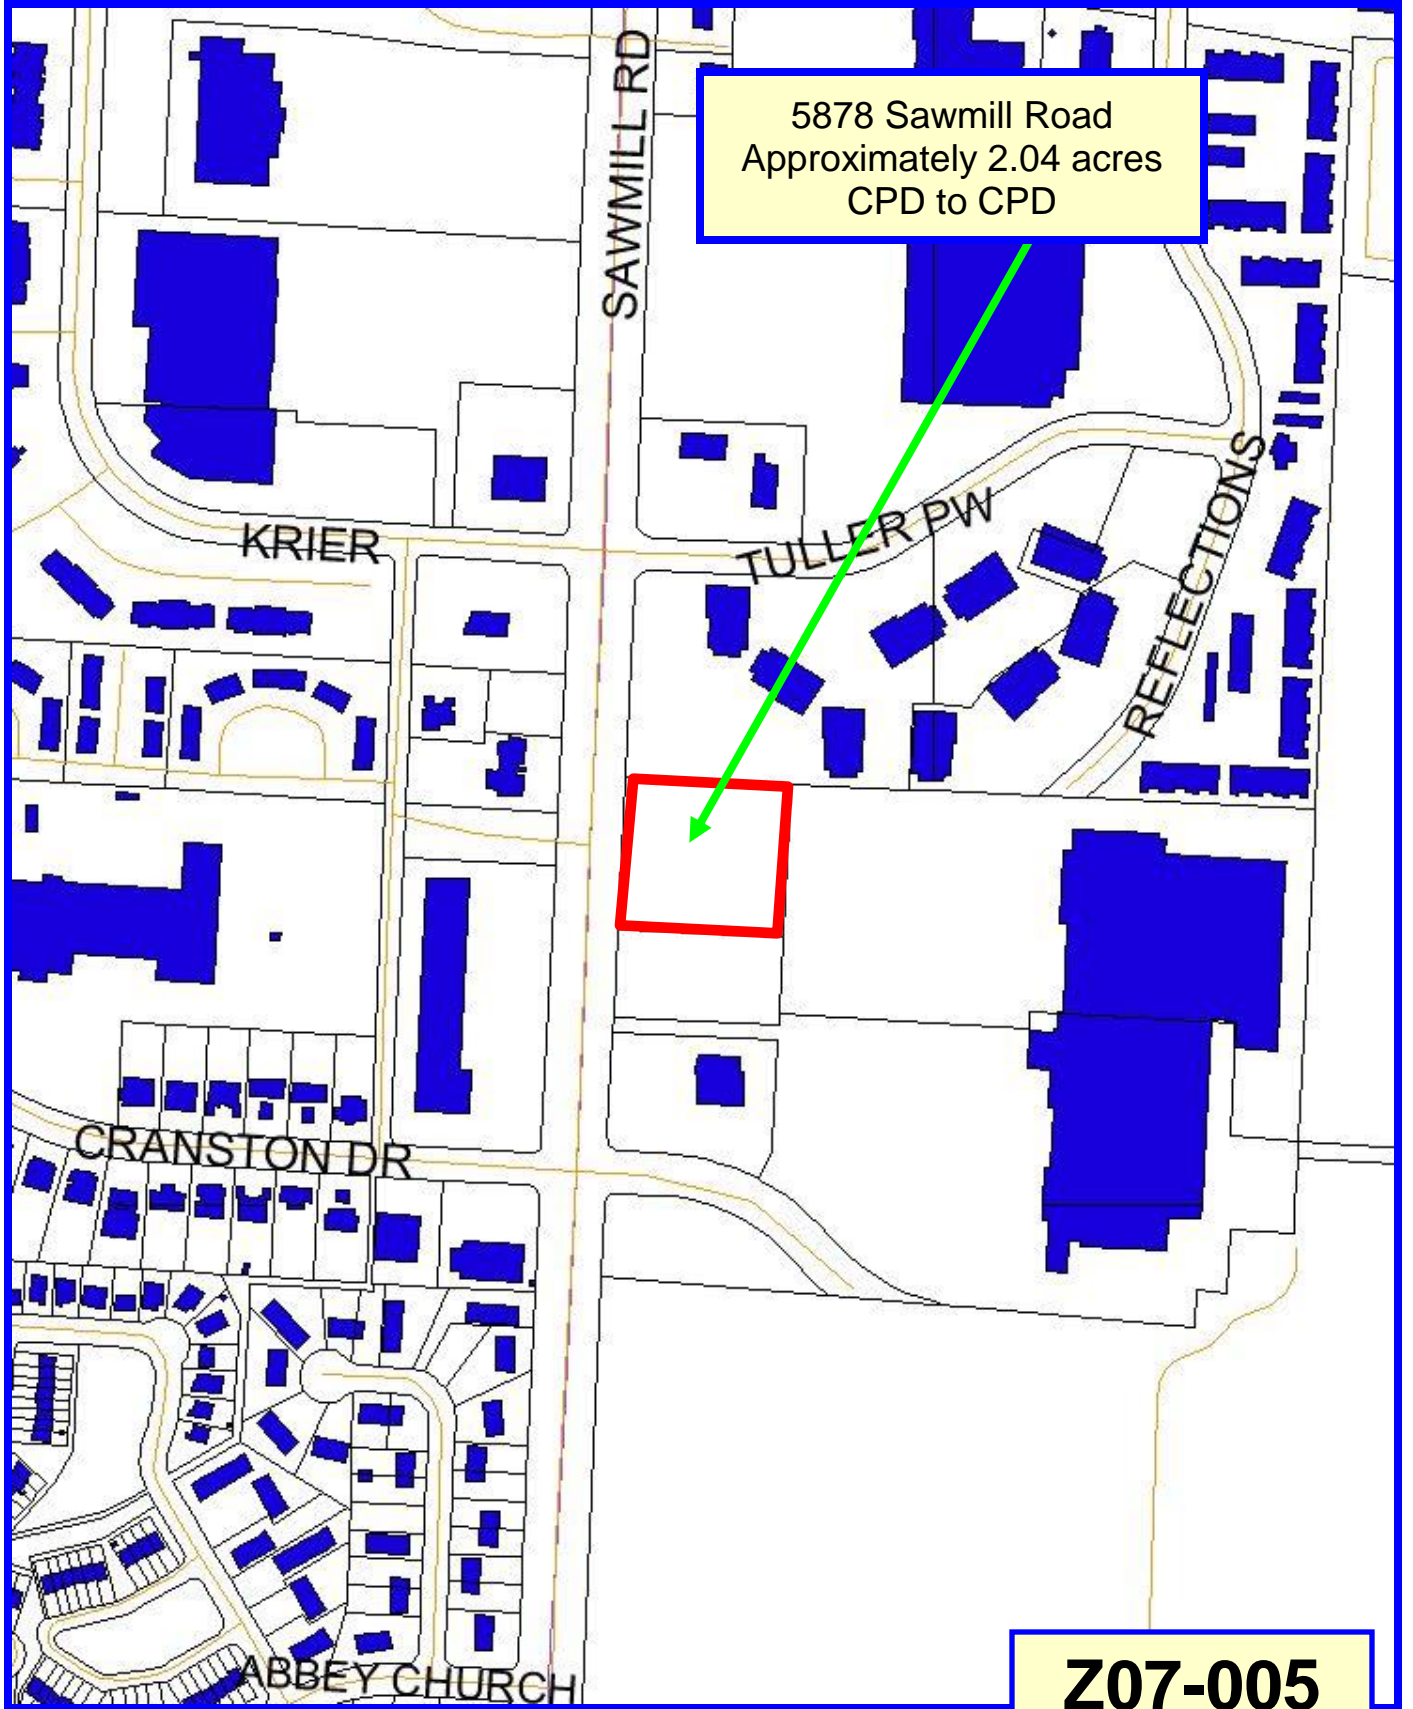 SAWMILL RD
5878 Sawmill Road
Approximately 2.04 acres
CPD to CPD
KRIER
TULLER PW
REFLECTIONS
CRANSTON DR
ABBEY CHURCH
Z07-005